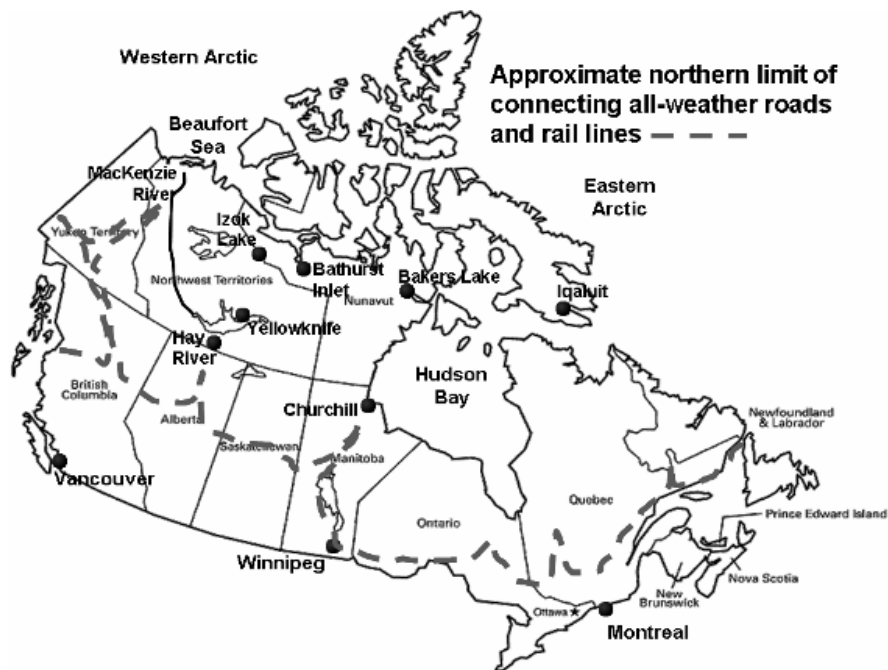 Western Arctic
Approximate northern limit of
connecting all-weather roads
and rail lines
Beaufort
Sea
MacKenzie
River
Eastern
Arctic
Yukon Territory
Izok
Lake
Bathurst
Inlet
Bakers Lake
Nunavut
Iqaluit
Northwest Territories
Yellowknife
Hay
River
British
Columbia
Alberta
Saskatchewan
Churchill
Manitoba
Hudson
Bay
Newfoundland
& Labrador
Vancouver
Quebec
Ontario
Prince Edward Island
Winnipeg
Nova Scotia
New
Brunswick
Ottawa
Montreal